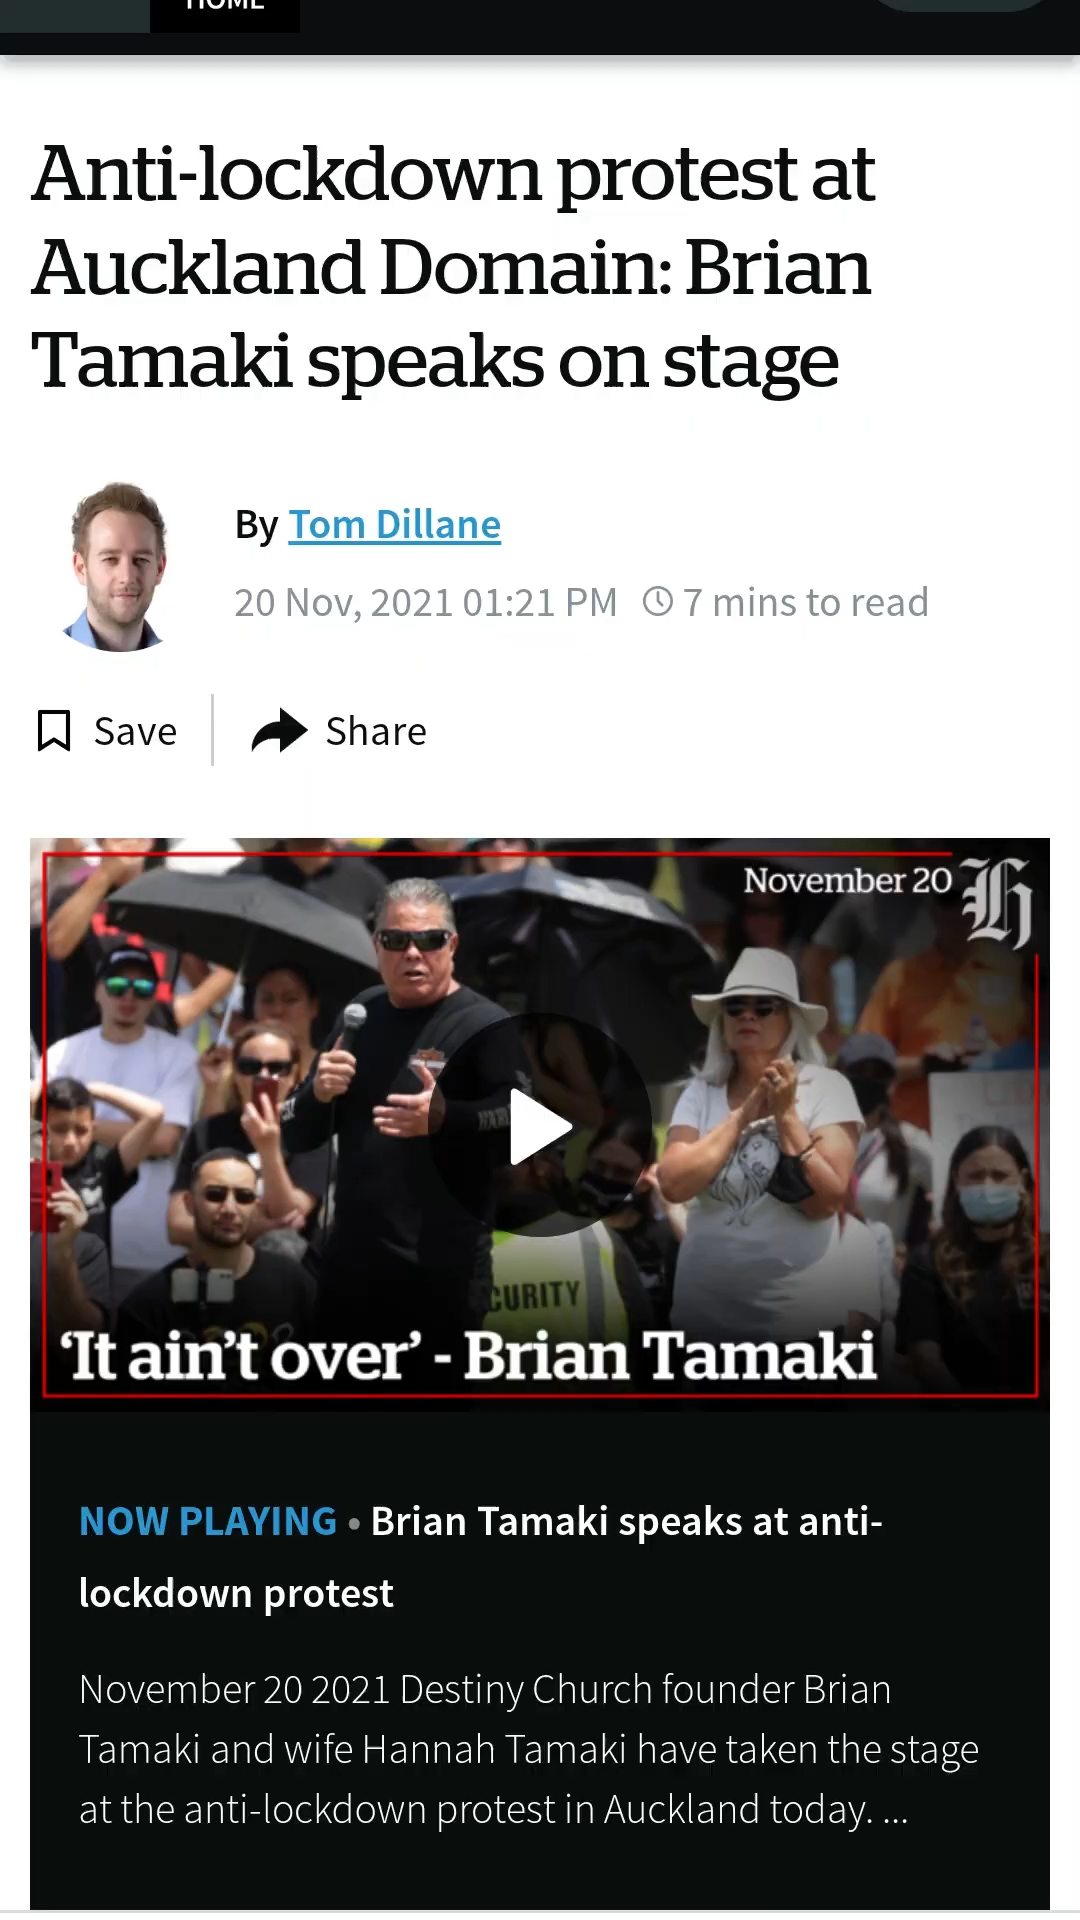 HOME
Anti-lockdown protest at
Auckland Domain: Brian
Tamaki speaks on stage
By Tom Dillane
20 Nov, 2021 01:21 PM 7 mins to read
Save Share
November 20
CURITY
‘It ain’t over’ - Brian Tamaki
NOW PLAYING • Brian Tamaki speaks at anti-
lockdown protest
November 20 2021 Destiny Church founder Brian
Tamaki and wife Hannah Tamaki have taken the stage
at the anti-lockdown protest in Auckland today. ...